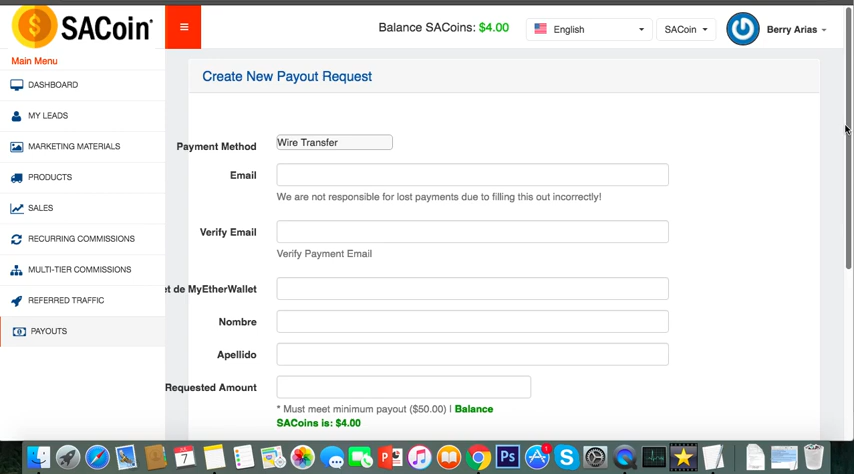 SACoin®
Balance SACoins: $4.00
English
SACoin
Berry Arias
Main Menu
DASHBOARD
MY LEADS
MARKETING MATERIALS
PRODUCTS
SALES
RECURRING COMMISSIONS
MULTI-TIER COMMISSIONS
REFERRED TRAFFIC
PAYOUTS
Create New Payout Request
Payment Method
Wire Transfer
Email
We are not responsible for lost payments due to filling this out incorrectly!
Verify Email
Verify Payment Email
et de MyEtherWallet
Nombre
Apellido
Requested Amount
* Must meet minimum payout ($50.00) | Balance
SACoins is: $4.00
7
Ps
1